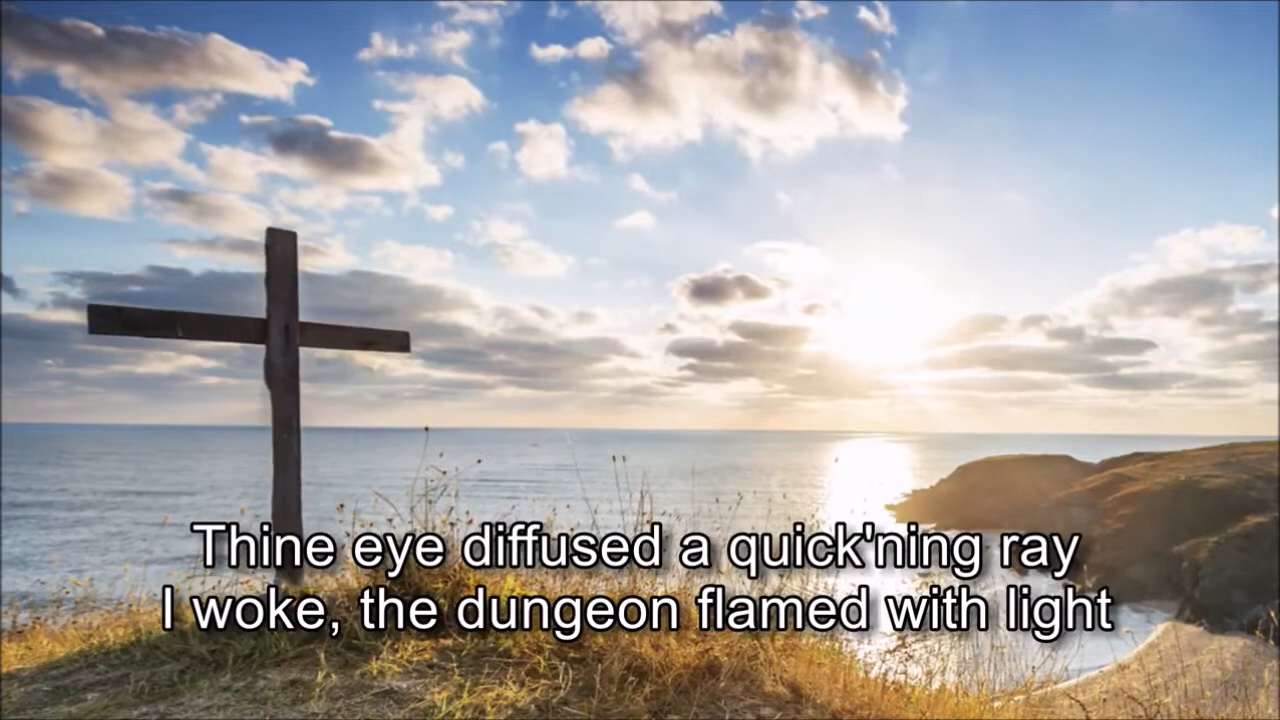 Thine eye diffused a quick'ning ray
I woke, the dungeon flamed with light